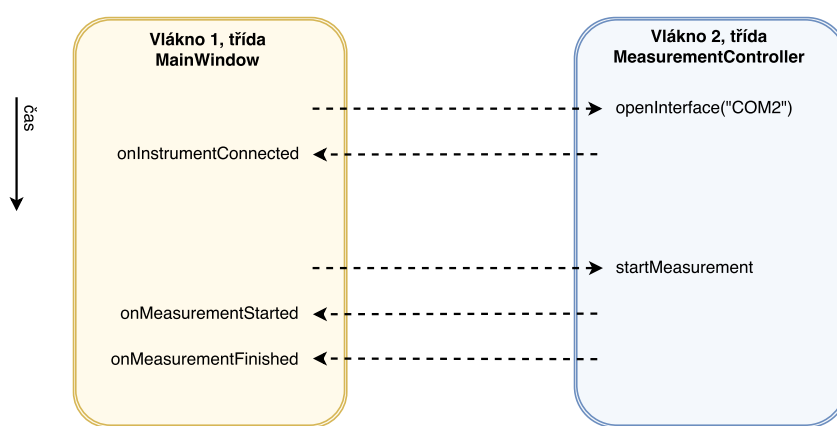 Vlákno 1, třída
MainWindow
Vlákno 2, třída
MeasurementController
čas
openInterface("COM2")
onInstrumentConnected
startMeasurement
onMeasurementStarted
onMeasurementFinished